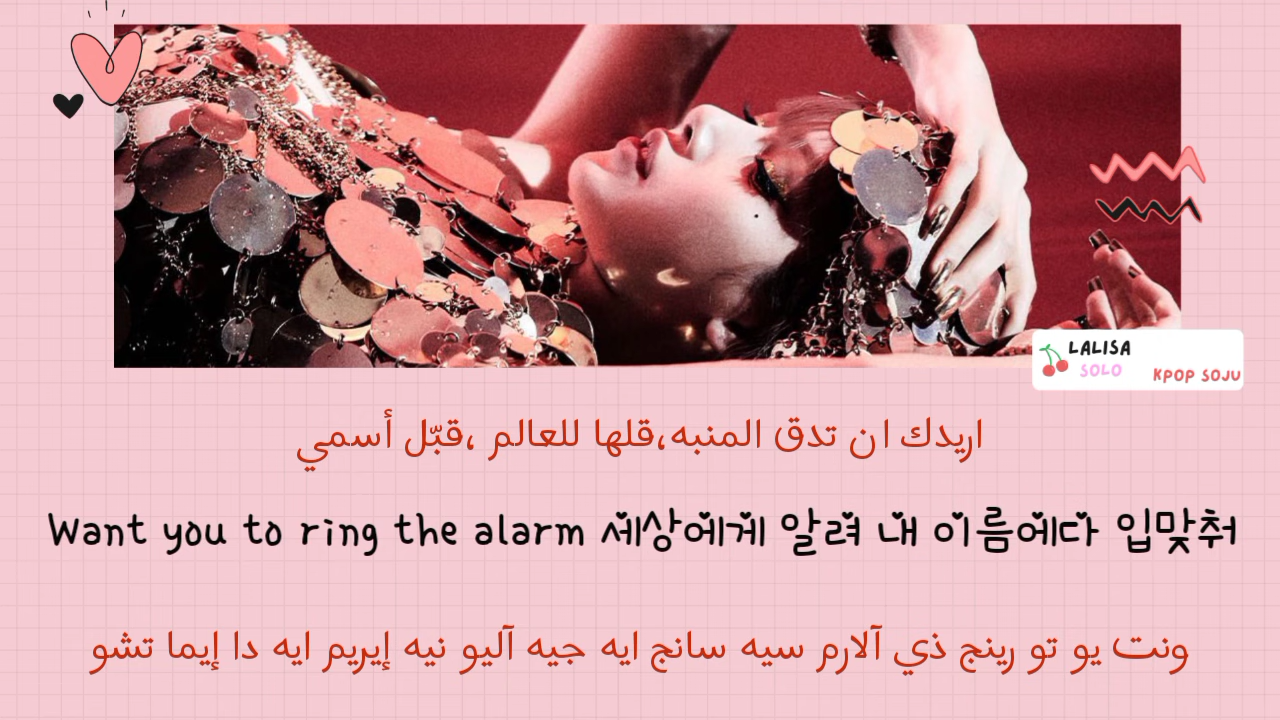 LALISA
SOLO
KPOP SOJU
اريدك ان تدق المنبه،قلها للعالم ،قبّل أسمي
Want you to ring the alarm 세상에게 알려 내 이름에다 입맞춰
ونت يو تو رينج ذي آلارم سيه سانج ايه جيه آليو نيه إيريم ايه دا إيما تشو